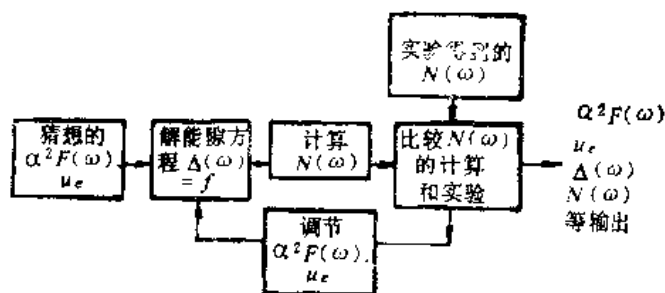 实验得到的
N(ω)
猜想的
α²F(ω)
μe
解能隙方
程 Δ(ω)
= f
计算
N(ω)
比较N(ω)
的计算
和实验
α²F(ω)
μe
Δ(ω)
N(ω)
等输出
调节
α²F(ω).
μe